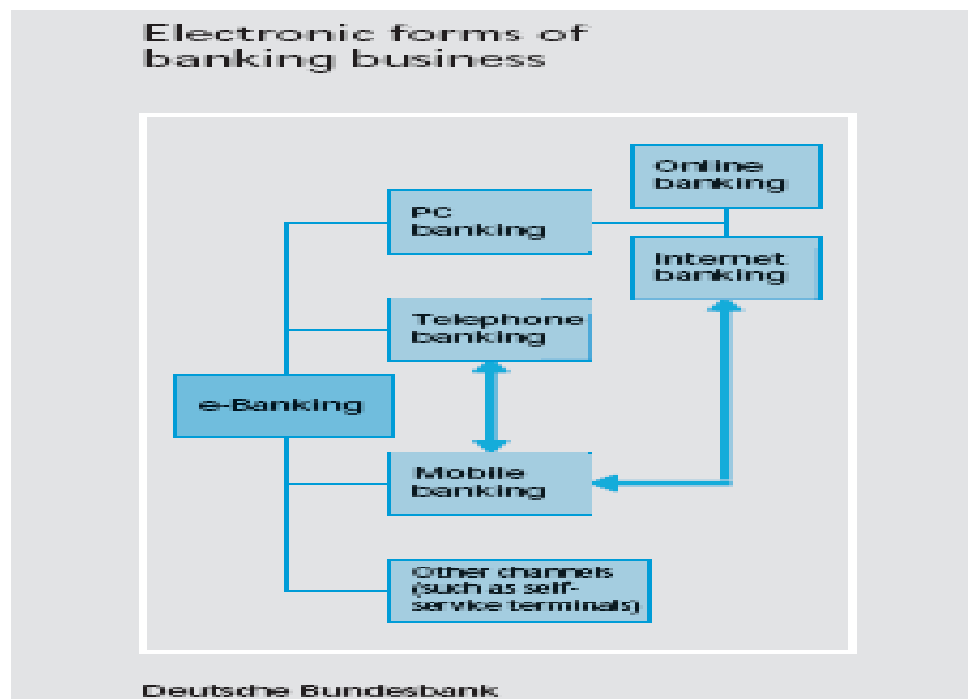 Electronic forms of
banking business
Online
banking
PC
banking
Internet
banking
Telephone
banking
e-Banking
Mobile
banking
Other channels
(such as self-
service terminals)
Deutsche Bundesbank